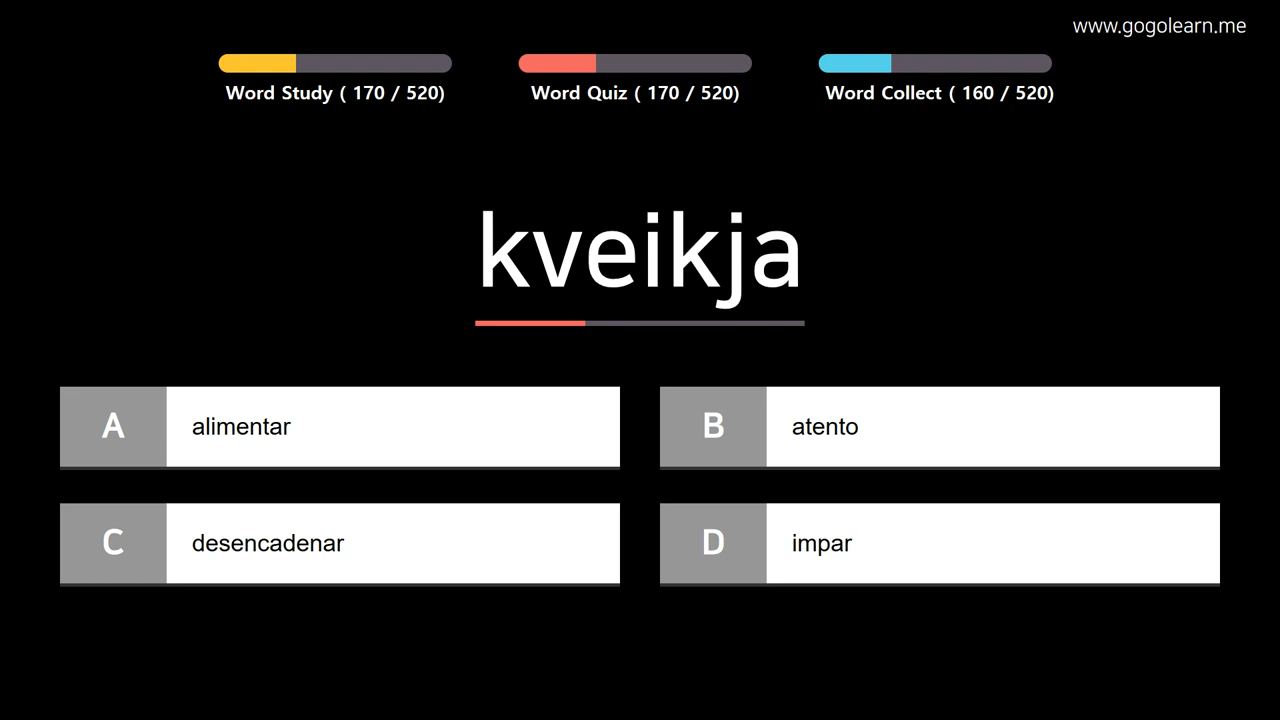 www.gogolearn.me
Word Study ( 170 / 520)
Word Quiz ( 170 / 520)
Word Collect ( 160 / 520)
kveikja
A alimentar
B atento
C desencadenar
D impar